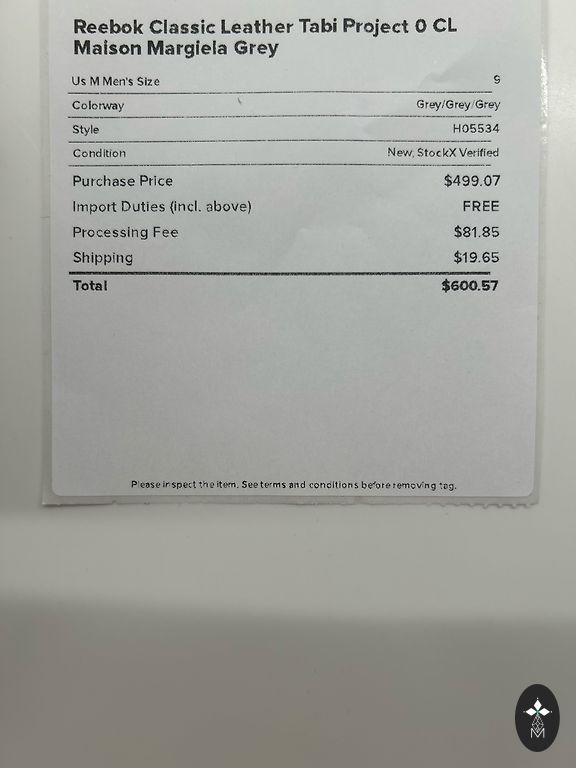 Reebok Classic Leather Tabi Project 0 CL
Maison Margiela Grey
Us M Men's Size 9
Colorway Grey/Grey/Grey
Style H05534
Condition New, StockX Verified
Purchase Price $499.07
Import Duties (incl. above) FREE
Processing Fee $81.85
Shipping $19.65
Total $600.57
Please inspect the item. See terms and conditions before removing tag.
M